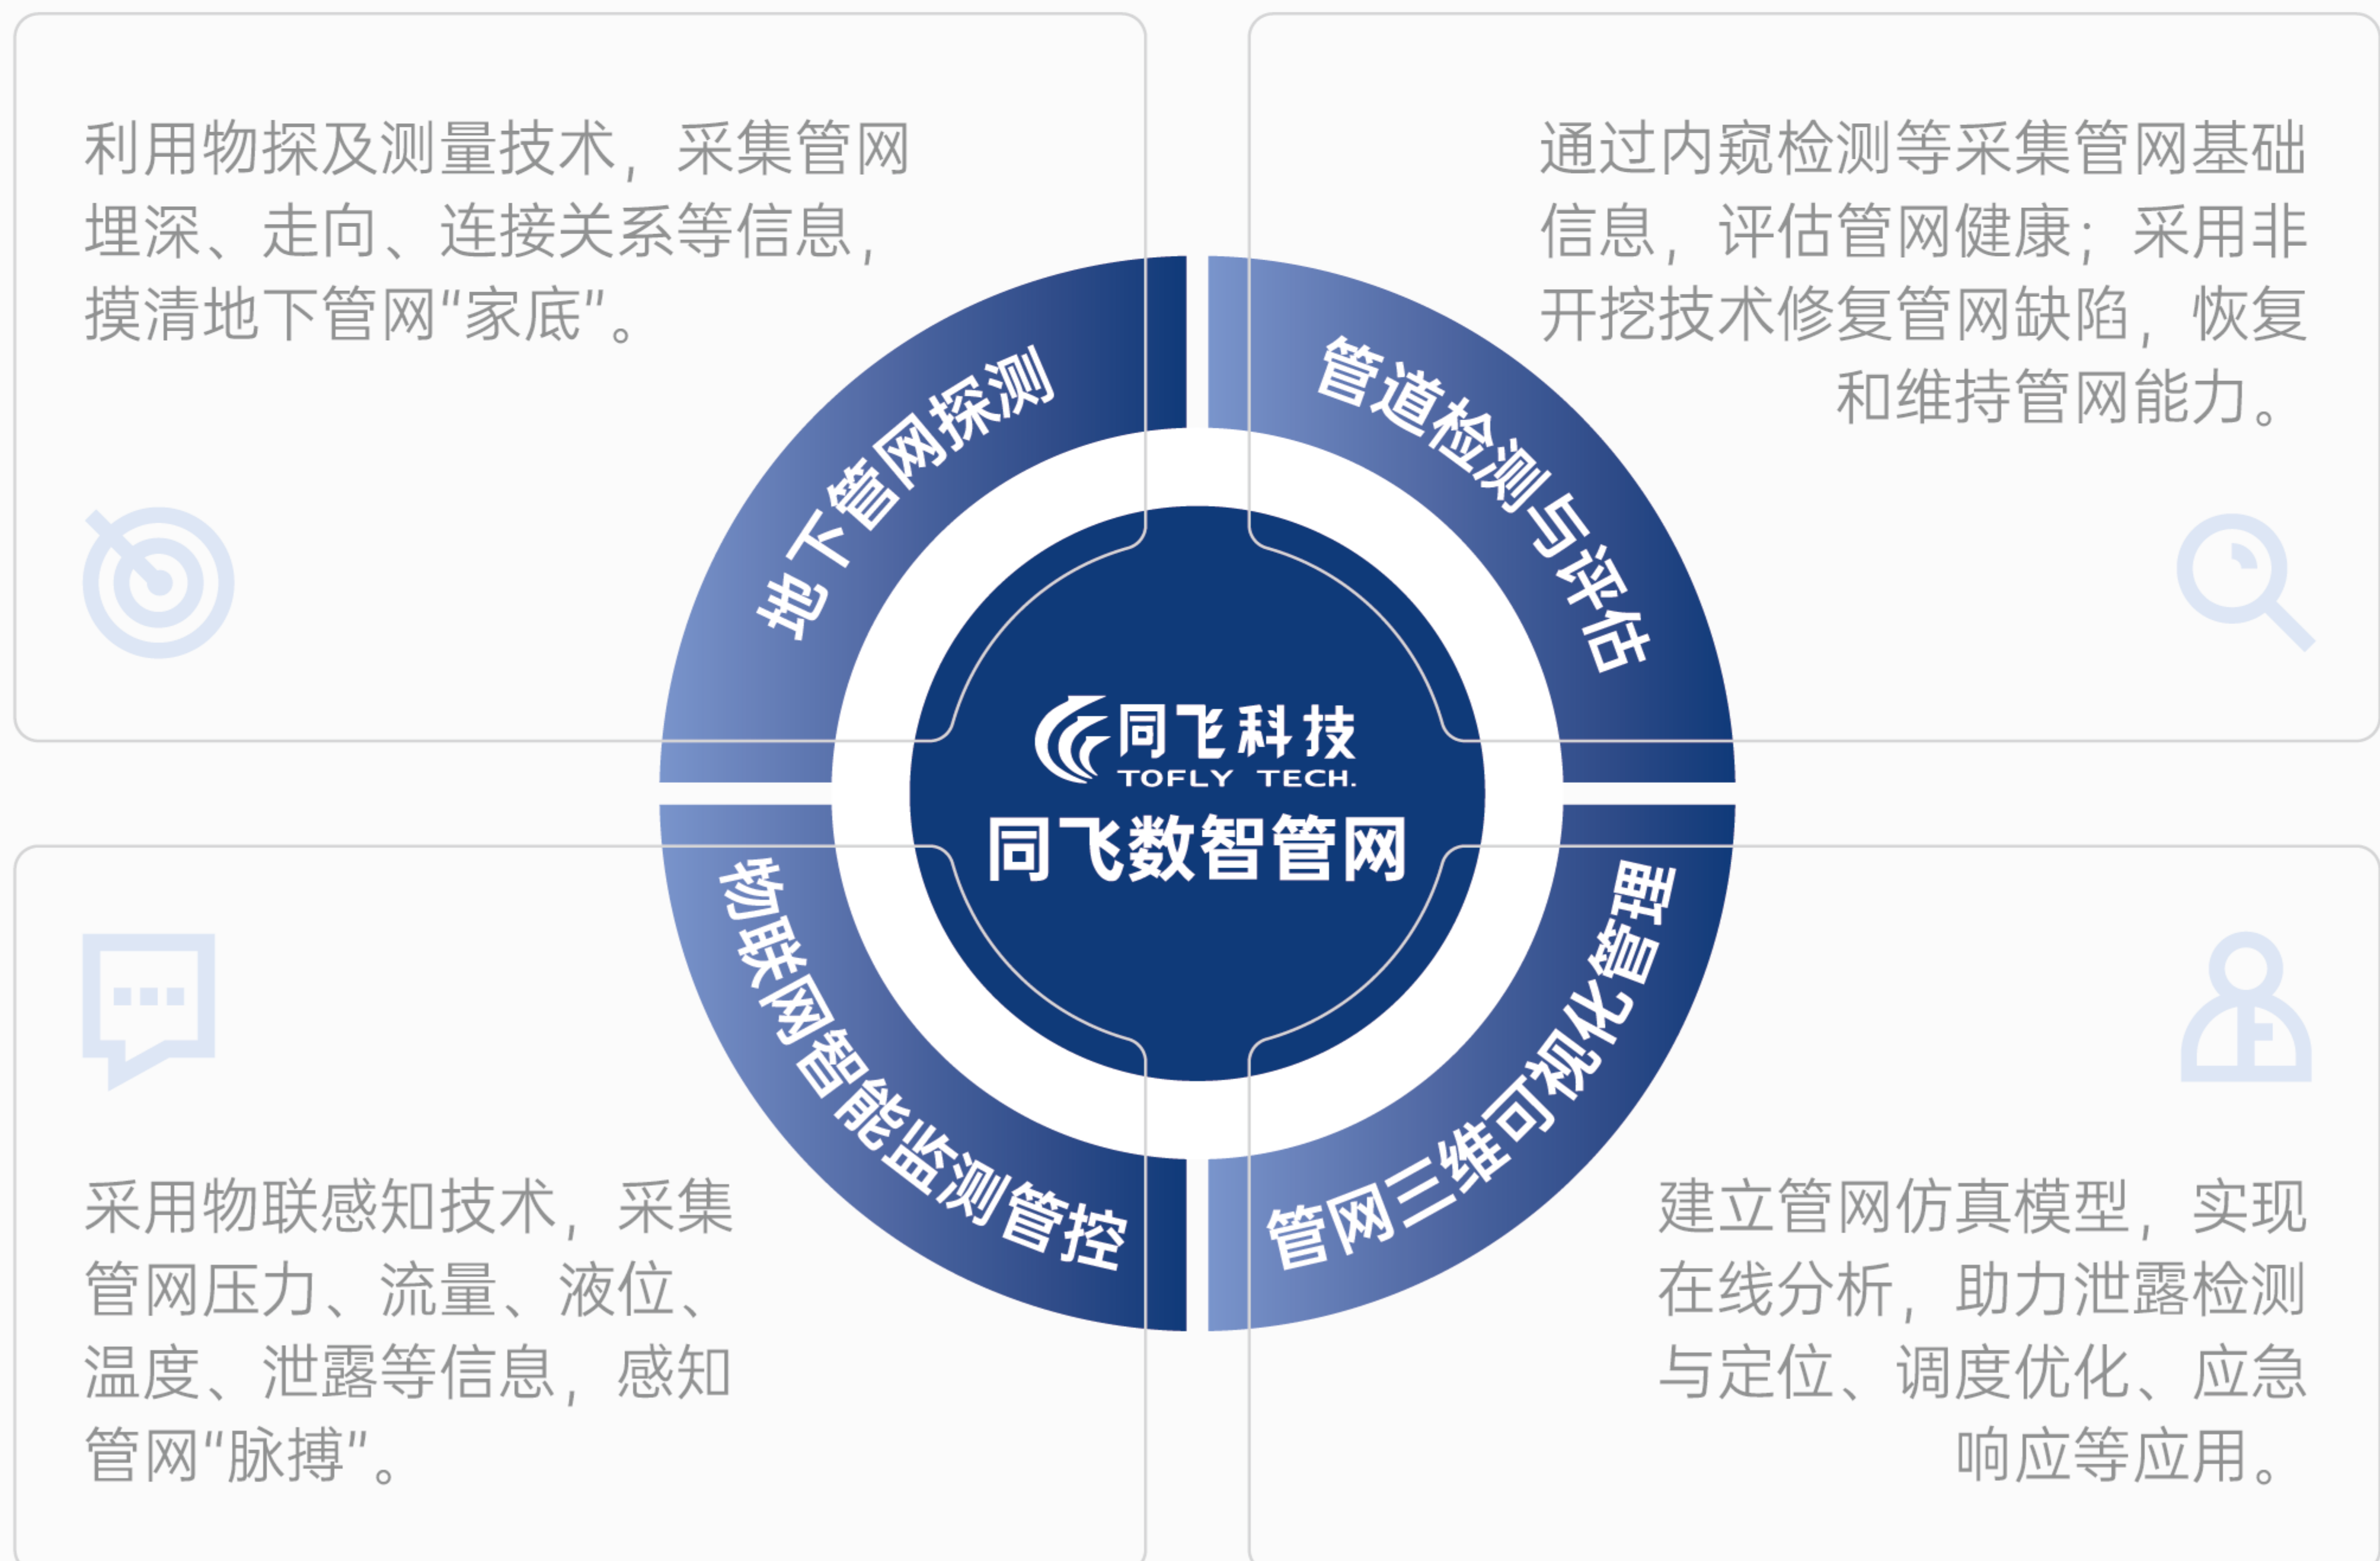 利用物探及测量技术，采集管网
埋深、走向、连接关系等信息，
摸清地下管网“家底”。
通过内窥检测等采集管网基础
信息，评估管网健康；采用非
开挖技术修复管网缺陷，恢复
和维持管网能力。
地下管网探测
管道检测与评估
同飞科技
TOFLY TECH.
同飞数智管网
物联网智能监测管控
管网三维可视化管理
采用物联感知技术，采集
管网压力、流量、液位、
温度、泄露等信息，感知
管网“脉搏”。
建立管网仿真模型，实现
在线分析，助力泄露检测
与定位、调度优化、应急
响应等应用。